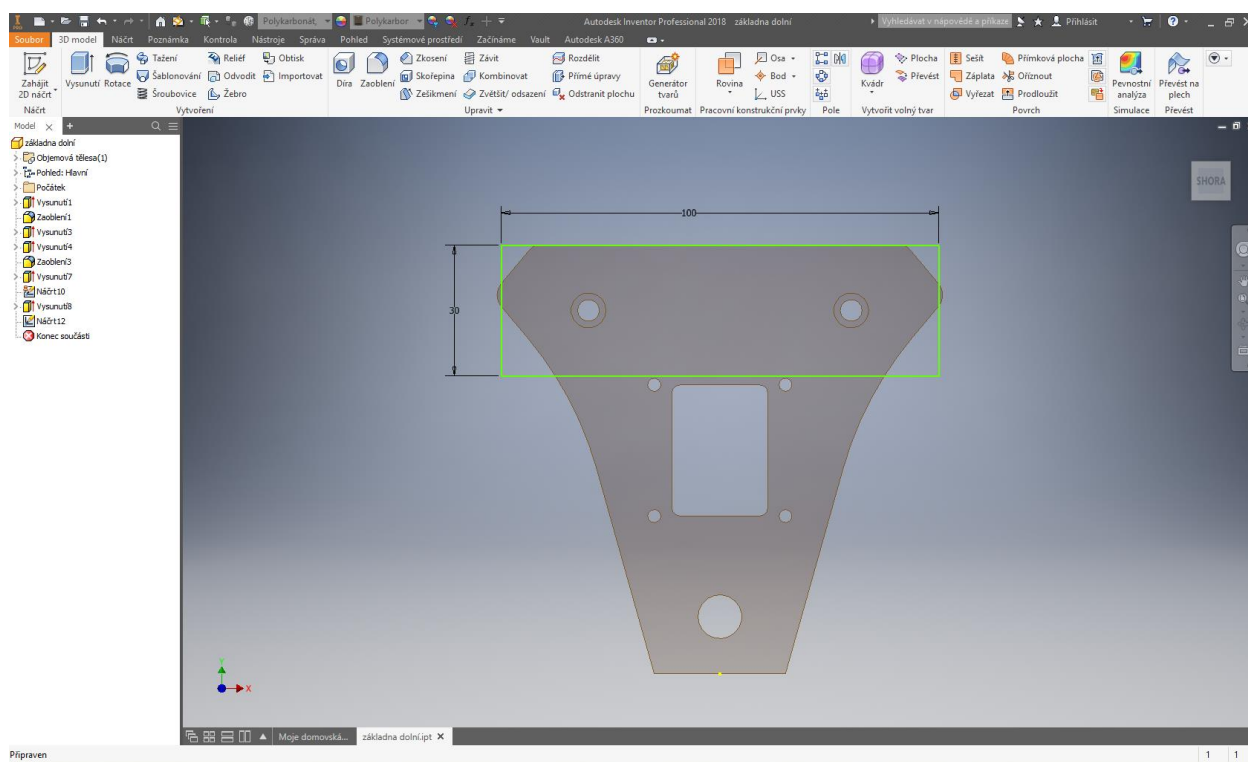 Polykarbonát, Polykarbor Autodesk Inventor Professional 2018 základna dolní Vyhledávat v nápovědě a příkaze Přihlásit
Soubor 3D model Náčrt Poznámka Kontrola Nástroje Správa Pohled Systémové prostředí Začínáme Vault Autodesk A360
Zahájit 2D náčrt Vysunutí Rotace Tažení Reliéf Obtisk Díra Zaoblení Zkosení Závit Rozdělit Generátor tvarů Rovina Osa Kvádr Plocha Sešít Přímková plocha Pevnostní analýza Převést na plech
Šablonování Odvodit Importovat Skořepina Kombinovat Přímé úpravy Bod Převést Záplata Oříznout
Šroubovice Žebro Zešikmení Zvětšit/ odsazení Odstranit plochu USS Vyřezat Prodloužit
Náčrt Vytvoření Upravit Prozkoumat Pracovní konstrukční prvky Pole Vytvořit volný tvar Povrch Simulace Převést
Model
základna dolní
Objemová tělesa(1)
Pohled: Hlavní
Počátek
Vysunutí1
Zaoblení1
Vysunutí3
Vysunutí4
Zaoblení3
Vysunutí7
Náčrt10
Vysunutí8
Náčrt12
Konec součásti
SHORA
100
30
Y
X
Moje domovská... základna dolní.ipt
Připraven 1 1